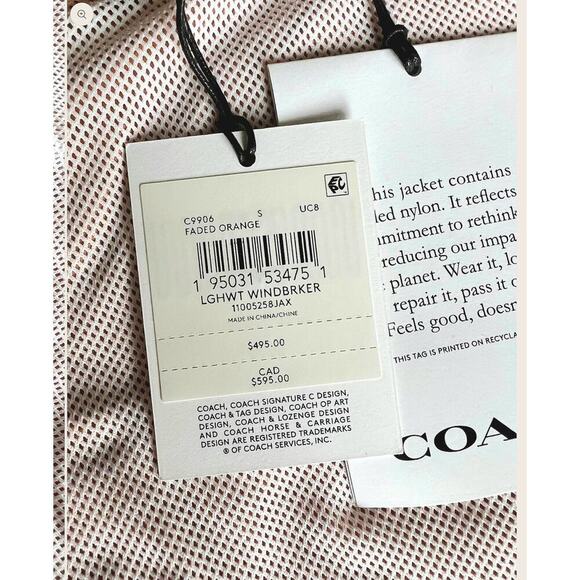 C9906 S UC8
FADED ORANGE
1 95031 53475 1
LGHWT WINDBRKER
11005258JAX
MADE IN CHINA/CHINE
$495.00
CAD
$595.00
COACH, COACH SIGNATURE C DESIGN,
COACH & TAG DESIGN, COACH OP ART
DESIGN, COACH & LOZENGE DESIGN
AND COACH HORSE & CARRIAGE
DESIGN ARE REGISTERED TRADEMARKS
® OF COACH SERVICES, INC.
his jacket contains
led nylon. It reflects
mitment to rethink
reducing our impa
planet. Wear it, lo
repair it, pass it o
Feels good, doesn
THIS TAG IS PRINTED ON RECYCLA
COA